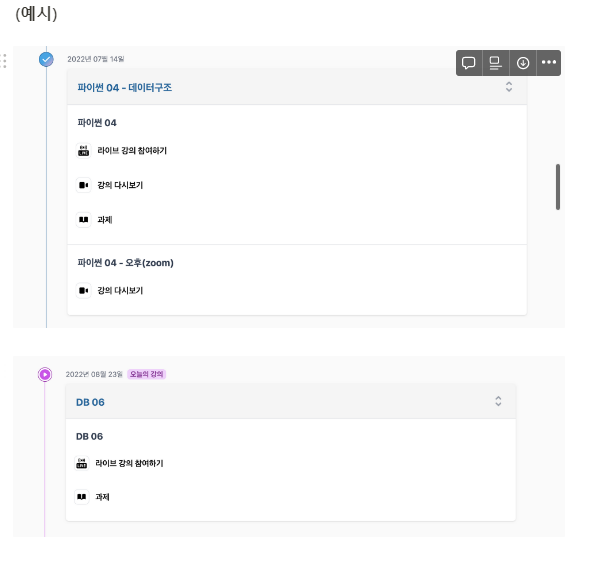 (예시)
2022년 07월 14일
파이썬 04 - 데이터구조
파이썬 04
LIVE
라이브 강의 참여하기
강의 다시보기
과제
파이썬 04 - 오후(zoom)
강의 다시보기
2022년 08월 23일 오늘의 강의
DB 06
DB 06
LIVE
라이브 강의 참여하기
과제